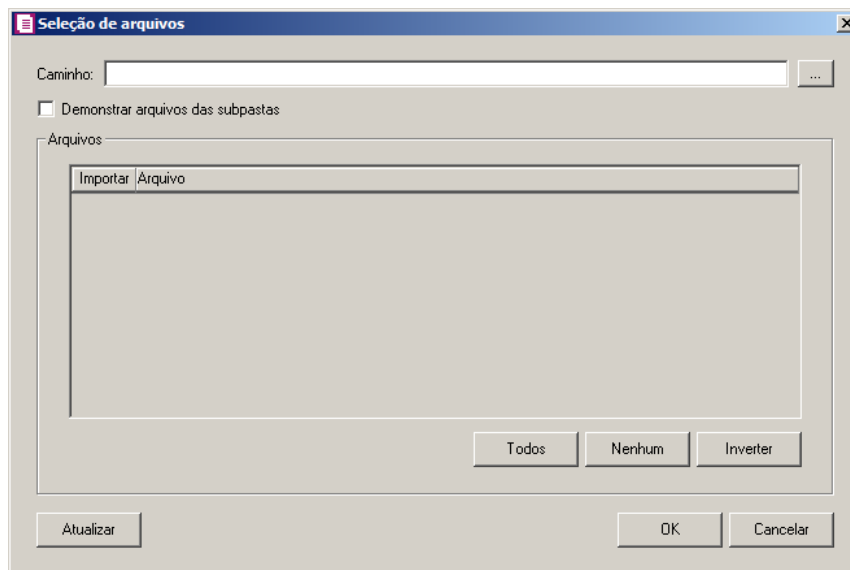 Seleção de arquivos
Caminho: ...
Demonstrar arquivos das subpastas
Arquivos
Importar Arquivo
Todos Nenhum Inverter
Atualizar OK Cancelar